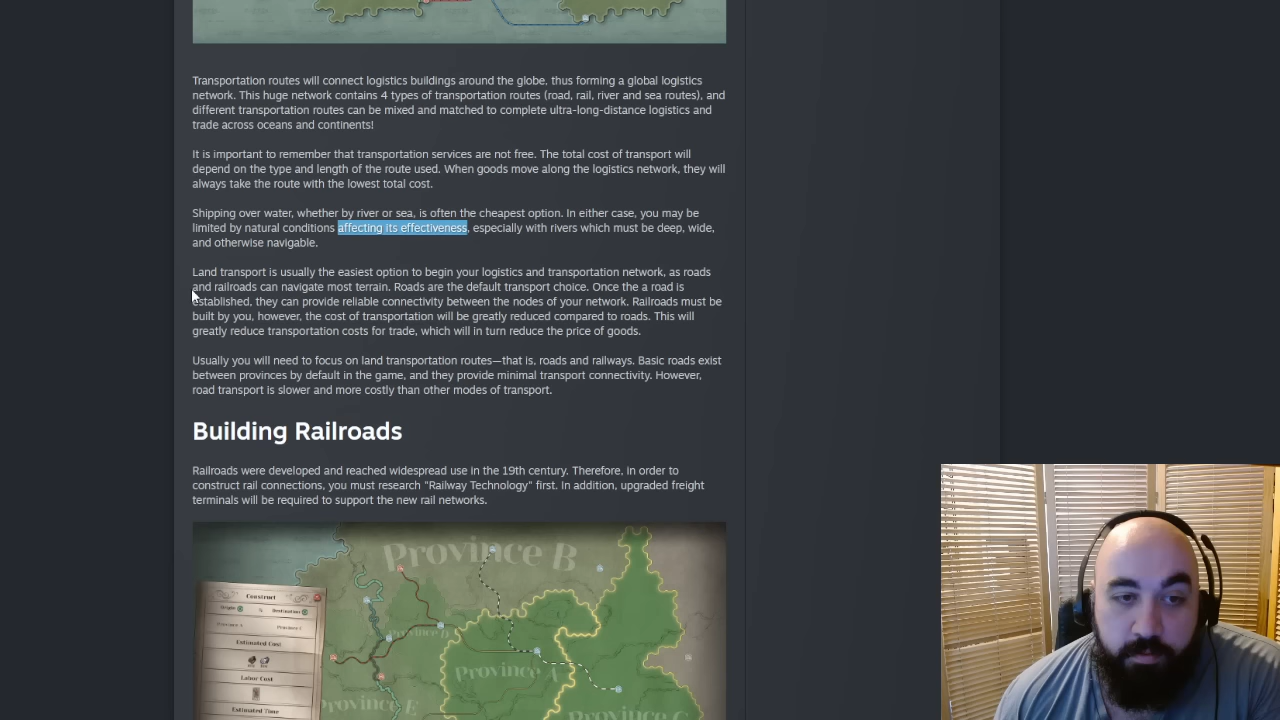 Transportation routes will connect logistics buildings around the globe, thus forming a global logistics
network. This huge network contains 4 types of transportation routes (road, rail, river and sea routes), and
different transportation routes can be mixed and matched to complete ultra-long-distance logistics and
trade across oceans and continents!
It is important to remember that transportation services are not free. The total cost of transport will
depend on the type and length of the route used. When goods move along the logistics network, they will
always take the route with the lowest total cost.
Shipping over water, whether by river or sea, is often the cheapest option. In either case, you may be
limited by natural conditions affecting its effectiveness, especially with rivers which must be deep, wide,
and otherwise navigable.
Land transport is usually the easiest option to begin your logistics and transportation network, as roads
and railroads can navigate most terrain. Roads are the default transport choice. Once the a road is
established, they can provide reliable connectivity between the nodes of your network. Railroads must be
built by you, however, the cost of transportation will be greatly reduced compared to roads. This will
greatly reduce transportation costs for trade, which will in turn reduce the price of goods.
Usually you will need to focus on land transportation routes—that is, roads and railways. Basic roads exist
between provinces by default in the game, and they provide minimal transport connectivity. However,
road transport is slower and more costly than other modes of transport.
Building Railroads
Railroads were developed and reached widespread use in the 19th century. Therefore, in order to
construct rail connections, you must research "Railway Technology" first. In addition, upgraded freight
terminals will be required to support the new rail networks.
Province B
Construct
Origin
Destination
Estimated Cost
Labor Cost
Estimated Time
Province A
Province C
Province E